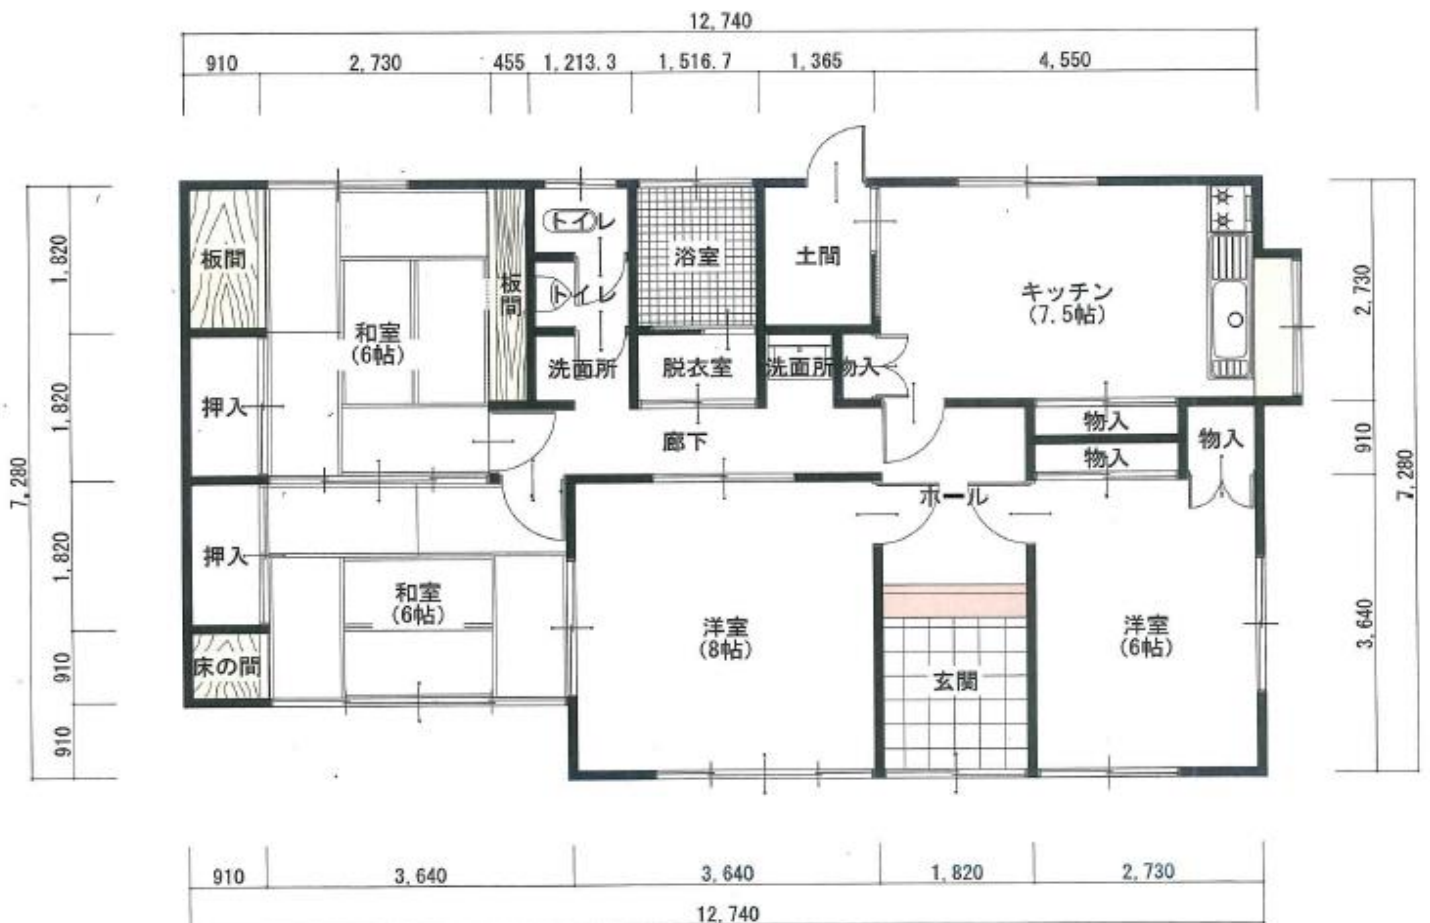 12,740
910
2,730
455
1,213.3
1,516.7
1,365
4,550
7,280
1,820
1,820
1,820
910
910
板間
和室
(6帖)
板間
トイレ
トイレ
浴室
土間
キッチン
(7.5帖)
洗面所
脱衣室
洗面所
物入
押入
廊下
物入
物入
物入
ホール
押入
和室
(6帖)
床の間
洋室
(8帖)
玄関
洋室
(6帖)
2,730
910
3,640
7,280
910
3,640
3,640
1,820
2,730
12,740